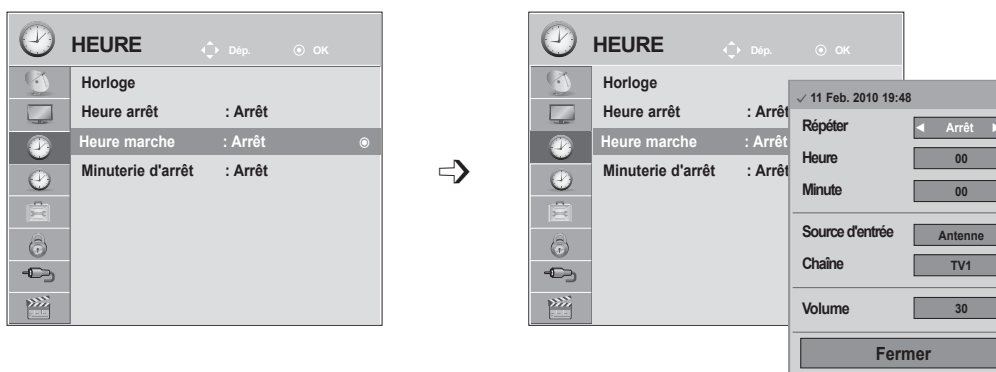 HEURE Dép. OK
Horloge
Heure arrêt : Arrêt
Heure marche : Arrêt
Minuterie d'arrêt : Arrêt
HEURE Dép. OK
Horloge
Heure arrêt : Arrêt
Heure marche : Arrêt
Minuterie d'arrêt : Arrêt
11 Feb. 2010 19:48
Répéter Arrêt
Heure 00
Minute 00
Source d'entrée Antenne
Chaîne TV1
Volume 30
Fermer